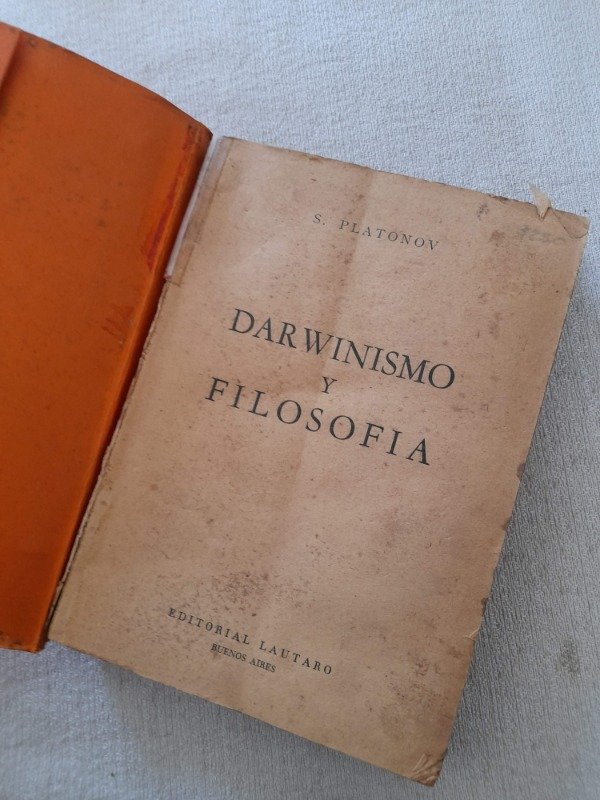 S. PLATONOV
DARWINISMO
Y
FILOSOFIA
EDITORIAL LAUTARO
BUENOS AIRES